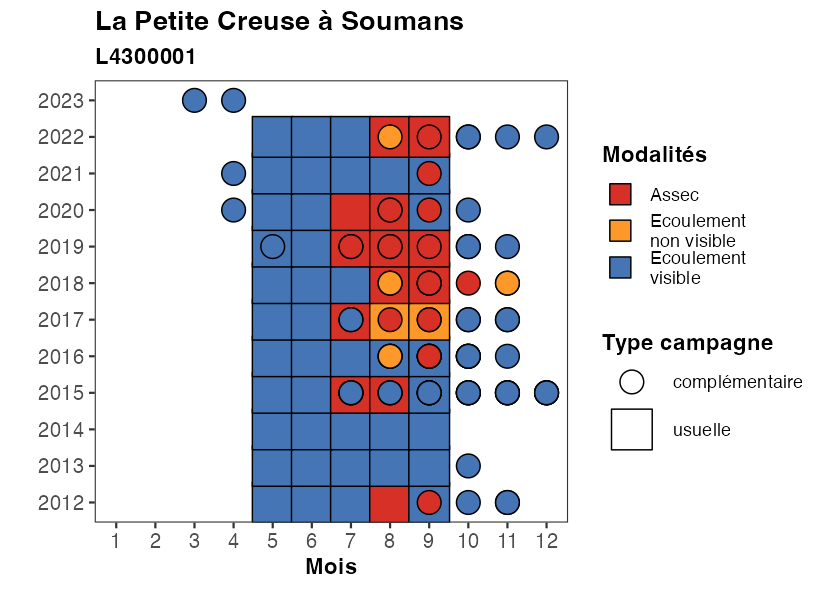 La Petite Creuse à Soumans
L4300001
2023
2022
2021
2020
2019
2018
2017
2016
2015
2014
2013
2012
1 2 3 4 5 6 7 8 9 10 11 12
Mois
Modalités
Assec
Ecoulement
non visible
Ecoulement
visible
Type campagne
complémentaire
usuelle